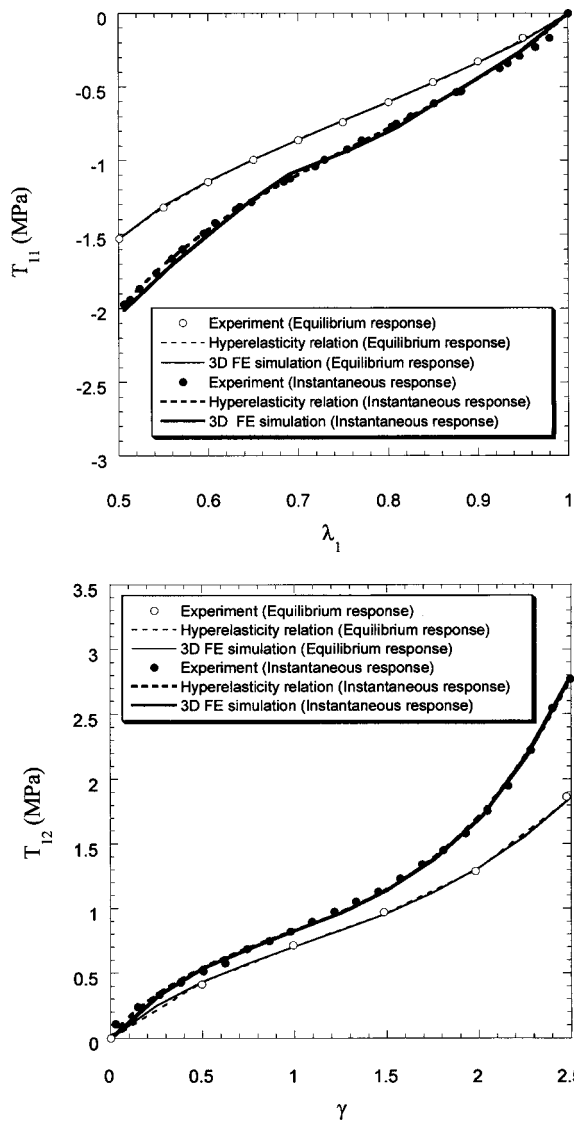 0
-0.5
-1
-1.5
-2
-2.5
-3
T11 (MPa)
Experiment (Equilibrium response)
Hyperelasticity relation (Equilibrium response)
3D FE simulation (Equilibrium response)
Experiment (Instantaneous response)
Hyperelasticity relation (Instantaneous response)
3D FE simulation (Instantaneous response)
0.5 0.6 0.7 0.8 0.9 1
λ1
3.5
3
2.5
2
1.5
1
0.5
0
T12 (MPa)
Experiment (Equilibrium response)
Hyperelasticity relation (Equilibrium response)
3D FE simulation (Equilibrium response)
Experiment (Instantaneous response)
Hyperelasticity relation (Instantaneous response)
3D FE simulation (Instantaneous response)
0 0.5 1 1.5 2 2.5
γ